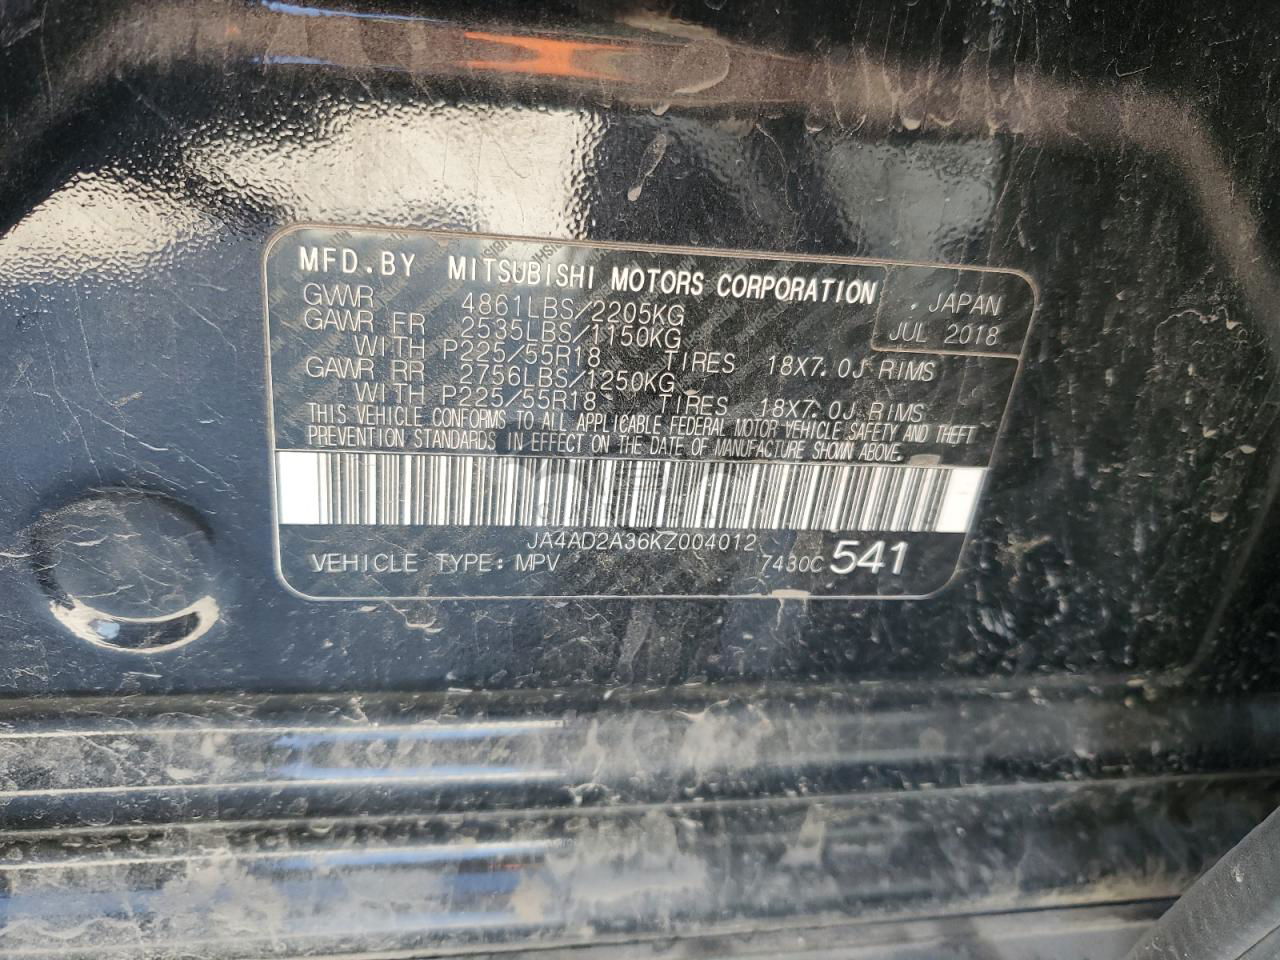 MFD.BY MITSUBISHI MOTORS CORPORATION
JAPAN
JUL 2018
GVWR 4861LBS/2205KG
GAWR FR 2535LBS/1150KG
WITH P225/55R18 TIRES 18X7.0J RIMS
GAWR RR 2756LBS/1250KG
WITH P225/55R18 TIRES 18X7.0J RIMS
THIS VEHICLE CONFORMS TO ALL APPLICABLE FEDERAL MOTOR VEHICLE SAFETY AND THEFT
PREVENTION STANDARDS IN EFFECT ON THE DATE OF MANUFACTURE SHOWN ABOVE.
JA4AD2A36KZ004012
VEHICLE TYPE: MPV 7430C 541